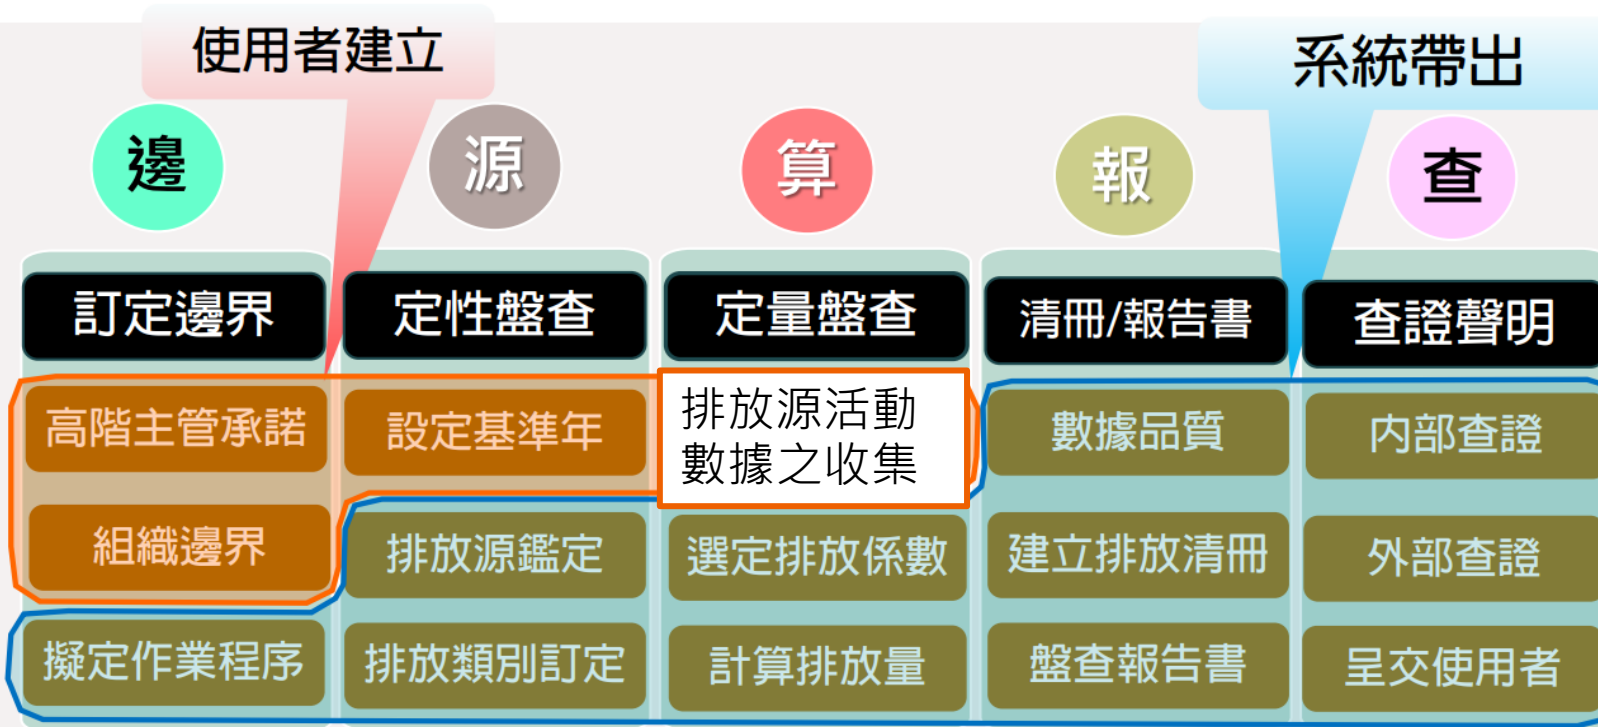 使用者建立
系統帶出
邊
源
算
報
查
訂定邊界
定性盤查
定量盤查
清冊/報告書
查證聲明
高階主管承諾
設定基準年
排放源活動
數據之收集
數據品質
內部查證
組織邊界
排放源鑑定
選定排放係數
建立排放清冊
外部查證
擬定作業程序
排放類別訂定
計算排放量
盤查報告書
呈交使用者